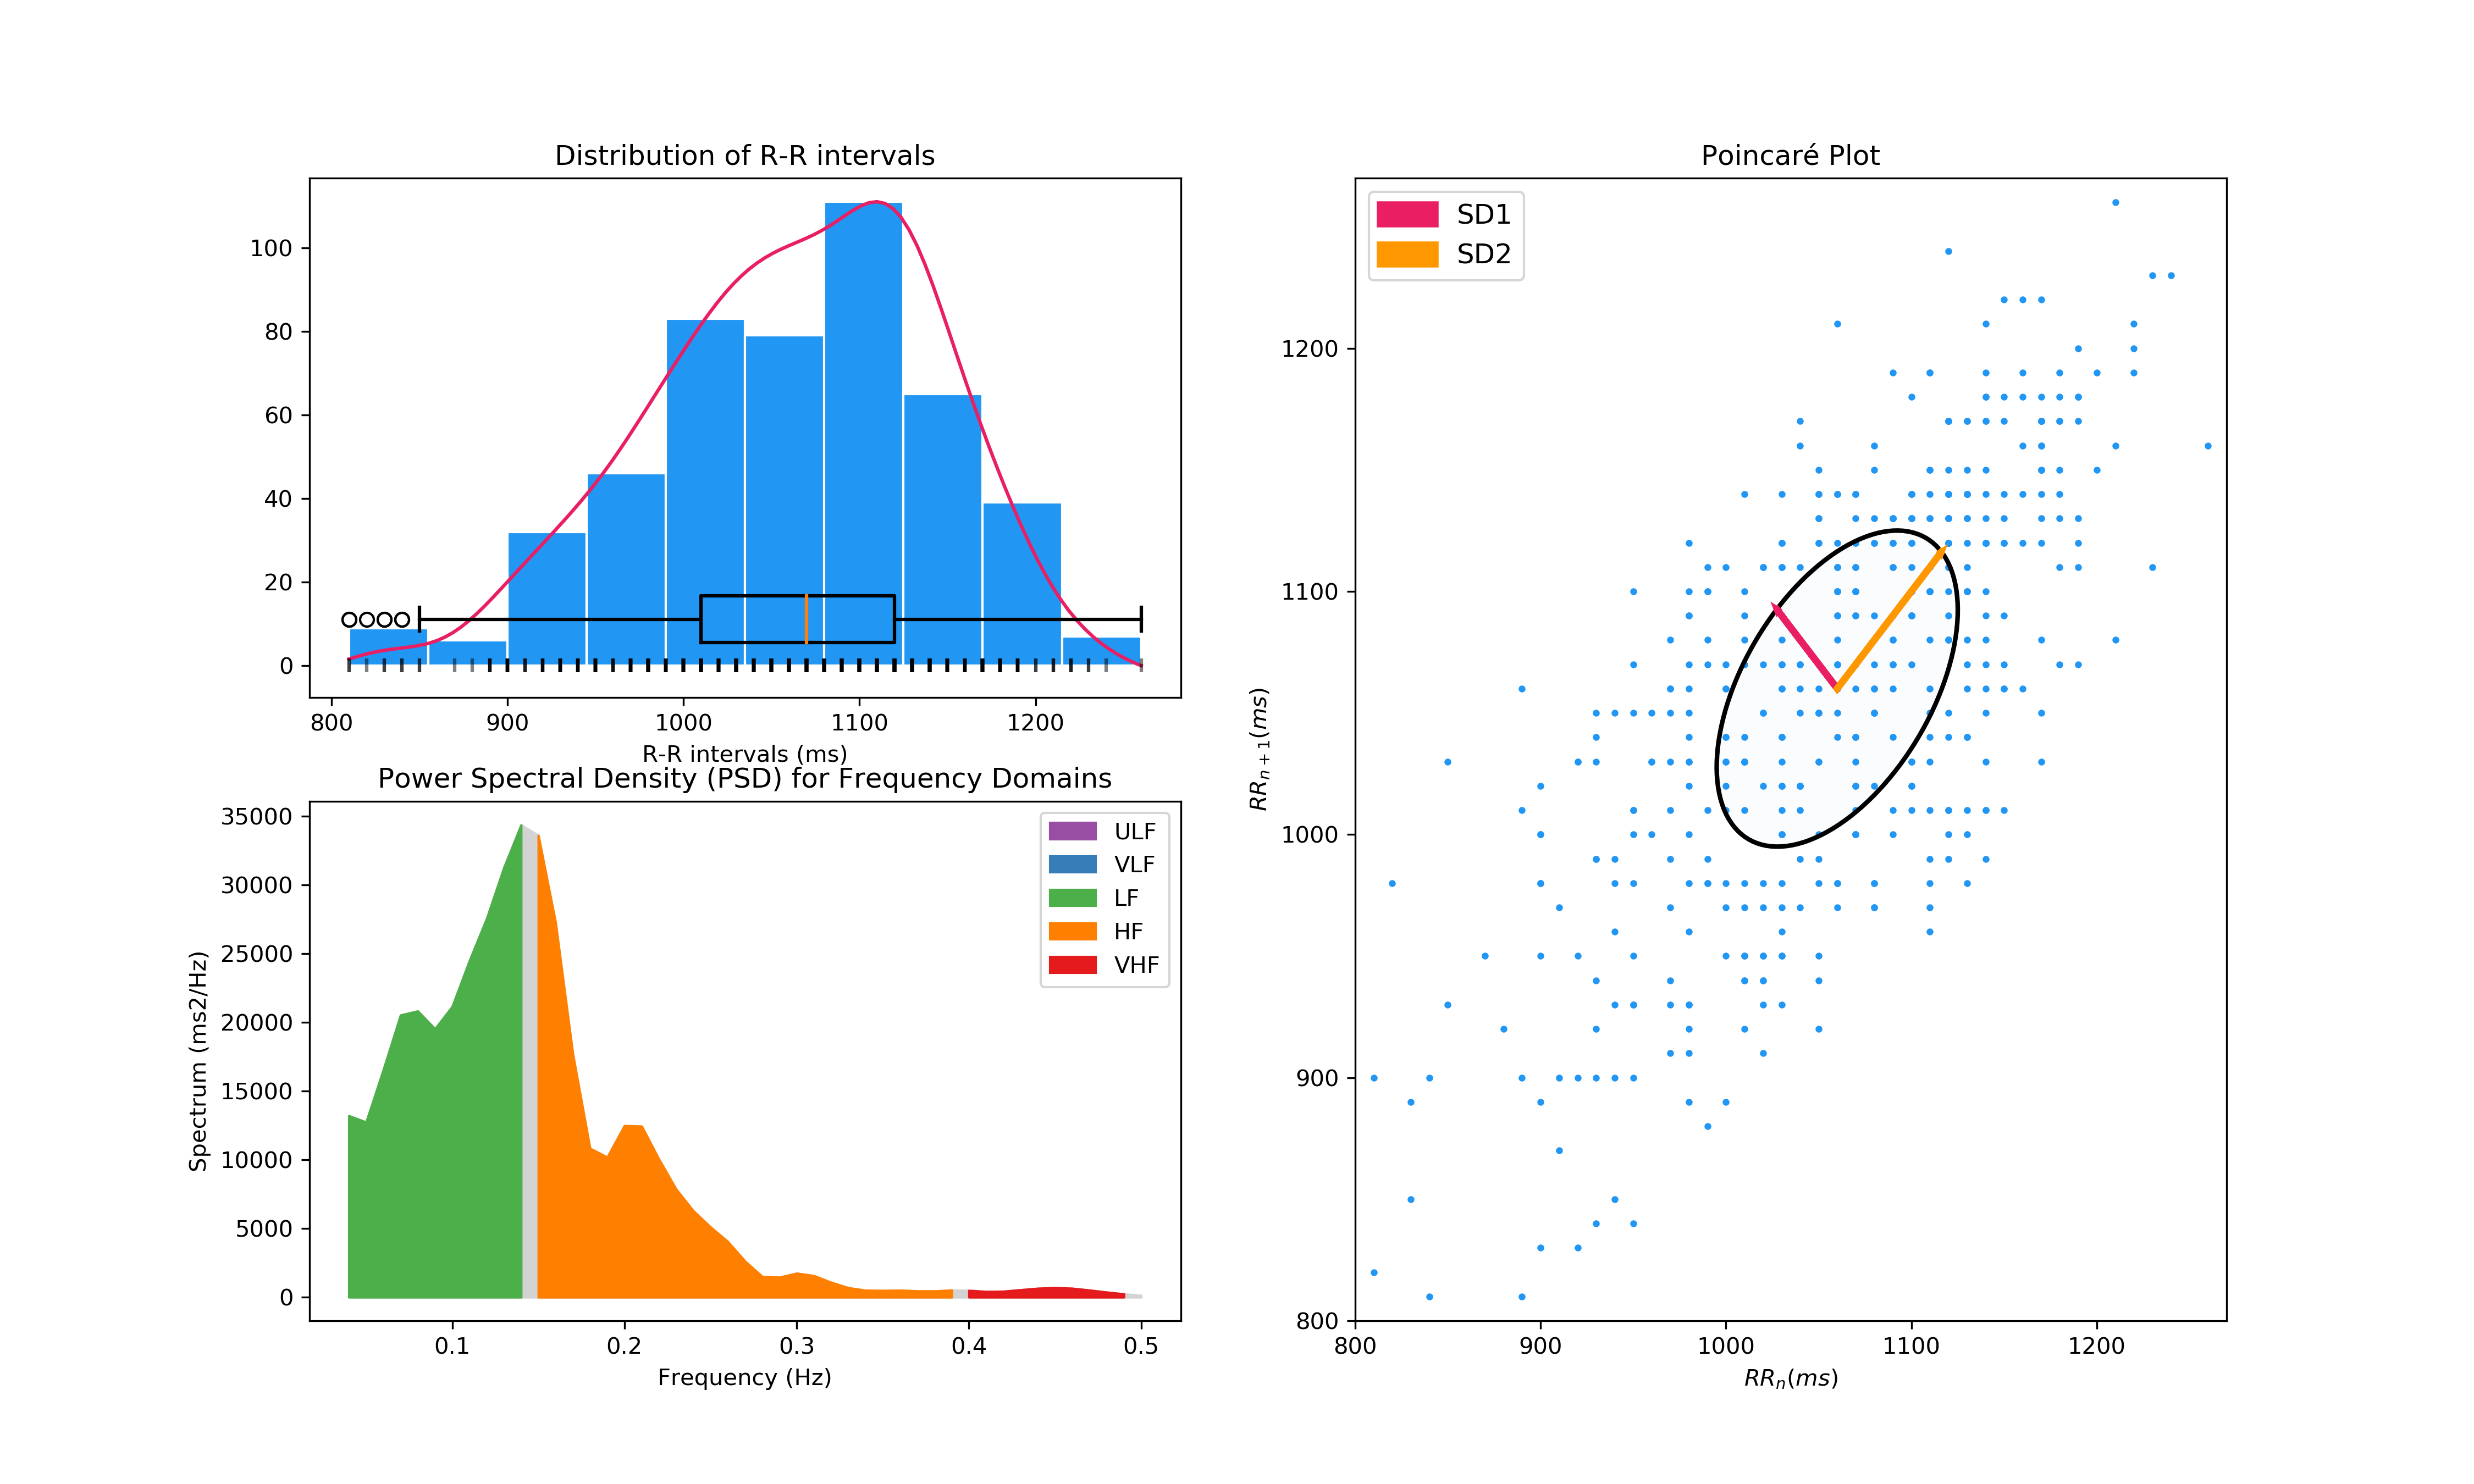 Distribution of R-R intervals
100
80
60
40
20
0
800 900 1000 1100 1200
R-R intervals (ms)
Power Spectral Density (PSD) for Frequency Domains
35000
30000
25000
20000
15000
10000
5000
0
Spectrum (ms2/Hz)
ULF
VLF
LF
HF
VHF
0.1 0.2 0.3 0.4 0.5
Frequency (Hz)
Poincaré Plot
SD1
SD2
1200
1100
1000
900
800
RRn+1(ms)
800 900 1000 1100 1200
RRn(ms)